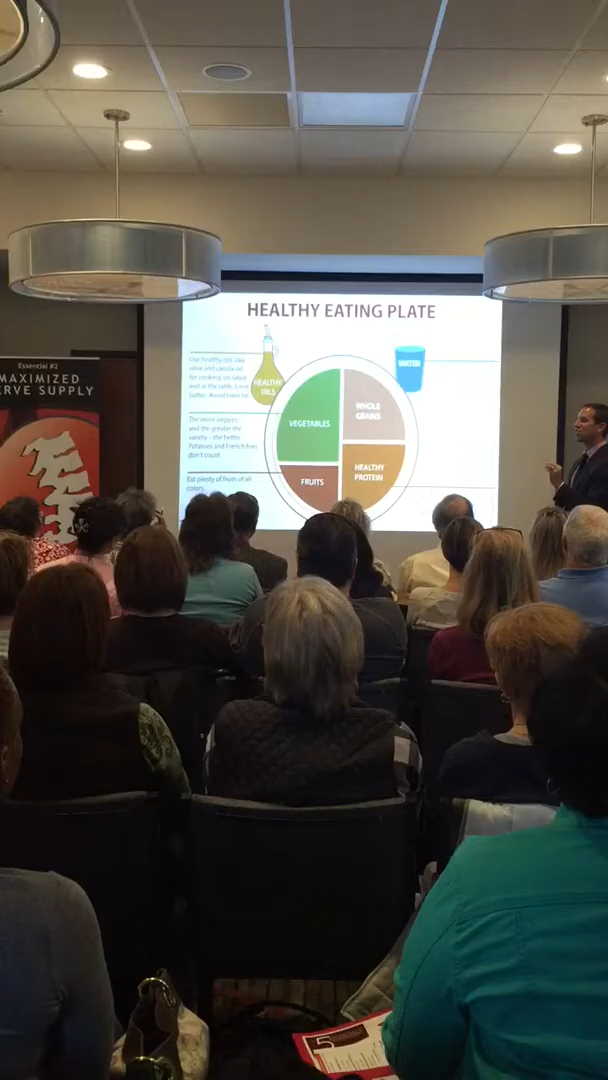 HEALTHY EATING PLATE
Use healthy oils like
olive and canola oil
for cooking, on salad
and at the table. Limit
butter. Avoid trans fat.
HEALTHY
OILS
WATER
The more veggies
and the greater the
variety - the better
Potatoes and French fries
don't count
VEGETABLES
WHOLE
GRAINS
Eat plenty of fruits of all
colors
FRUITS
HEALTHY
PROTEIN
Essential #2
MAXIMIZED
ERVE SUPPLY
5